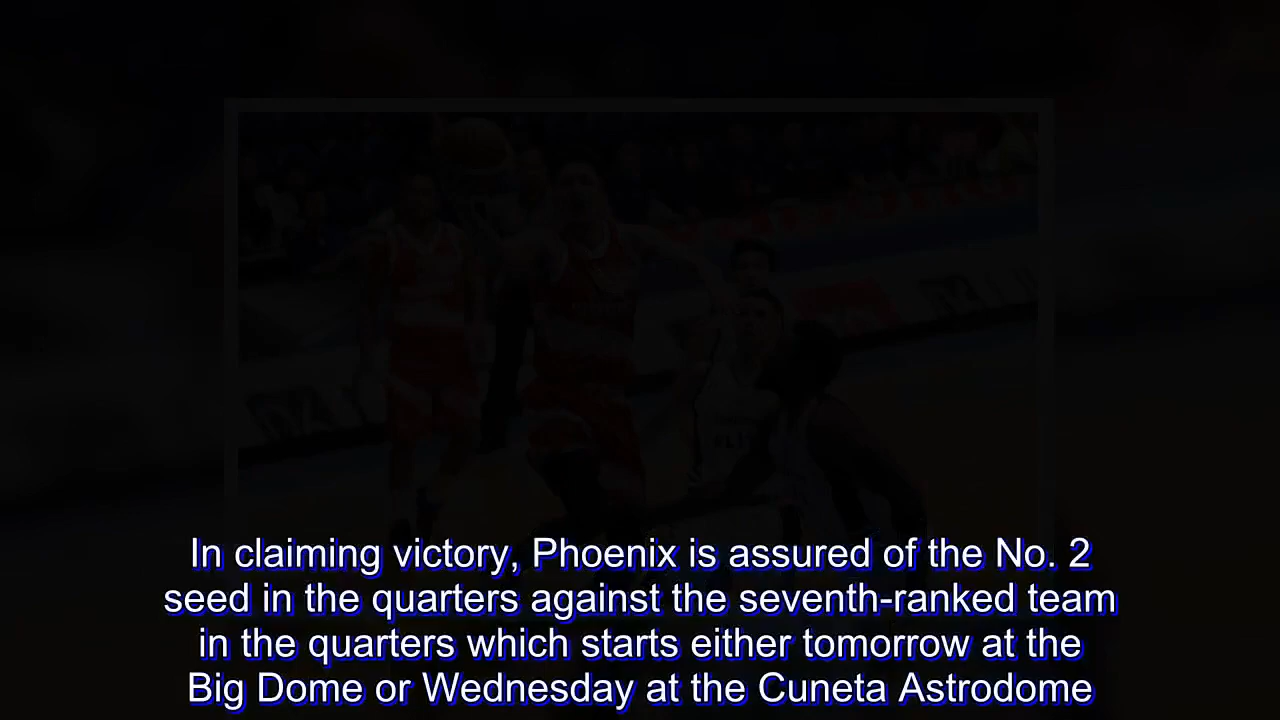 In claiming victory, Phoenix is assured of the No. 2
seed in the quarters against the seventh-ranked team
in the quarters which starts either tomorrow at the
Big Dome or Wednesday at the Cuneta Astrodome